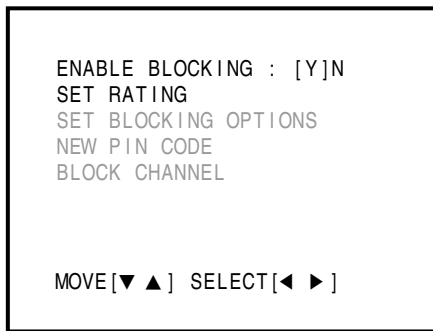 ENABLE BLOCKING : [Y]N
SET RATING
SET BLOCKING OPTIONS
NEW PIN CODE
BLOCK CHANNEL
MOVE[▼ ▲] SELECT[◀ ▶]